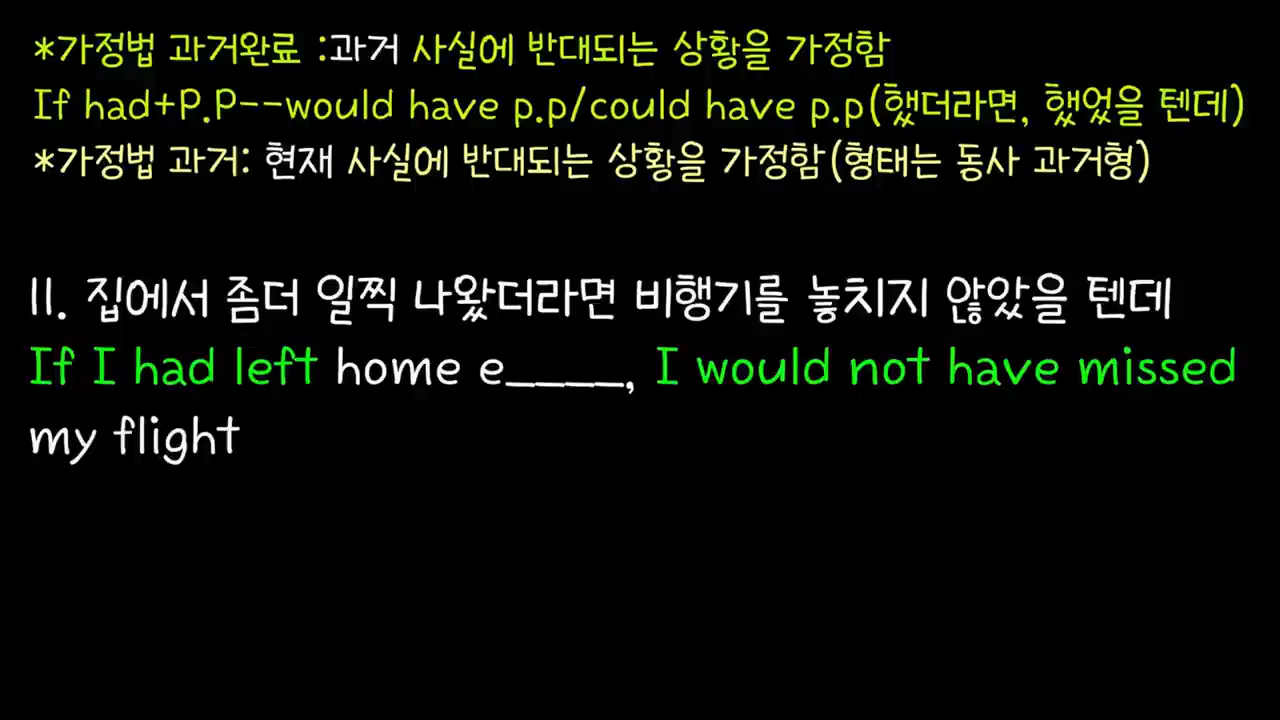 *가정법 과거완료 :과거 사실에 반대되는 상황을 가정함
If had+P.P--would have p.p/could have p.p(했더라면, 했었을 텐데)
*가정법 과거: 현재 사실에 반대되는 상황을 가정함(형태는 동사 과거형)
11. 집에서 좀더 일찍 나왔더라면 비행기를 놓치지 않았을 텐데
If I had left home e____, I would not have missed
my flight